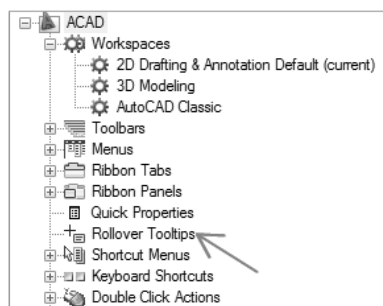 ACAD
Workspaces
2D Drafting & Annotation Default (current)
3D Modeling
AutoCAD Classic
Toolbars
Menus
Ribbon Tabs
Ribbon Panels
Quick Properties
Rollover Tooltips
Shortcut Menus
Keyboard Shortcuts
Double Click Actions